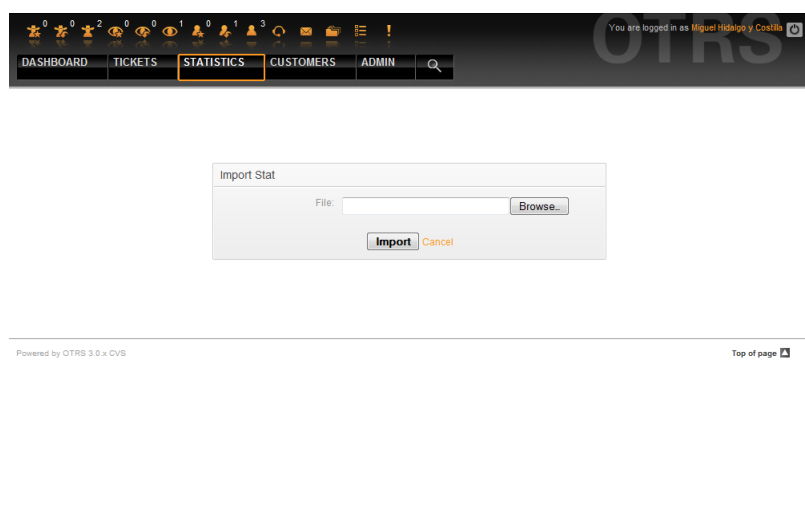 0 0 2 0 0 1 0 1 3
You are logged in as Miguel Hidalgo y Costilla
OTRS
DASHBOARD TICKETS STATISTICS CUSTOMERS ADMIN
Import Stat
File: Browse..
Import Cancel
Powered by OTRS 3.0.x CVS Top of page